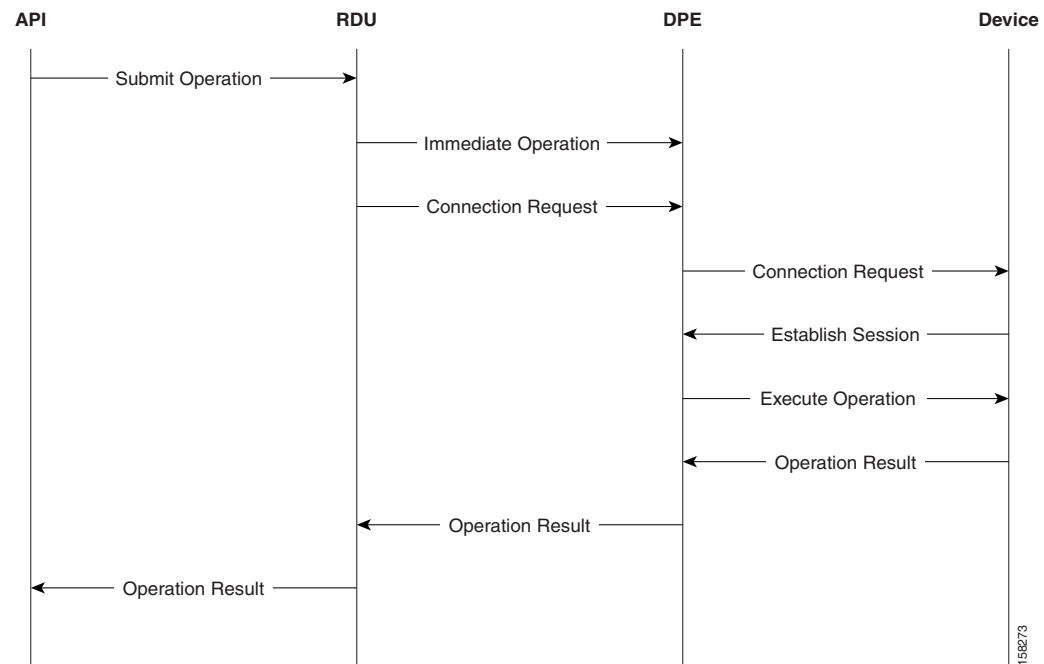 API RDU DPE Device
Submit Operation
Immediate Operation
Connection Request
Connection Request
Establish Session
Execute Operation
Operation Result
Operation Result
Operation Result
158273